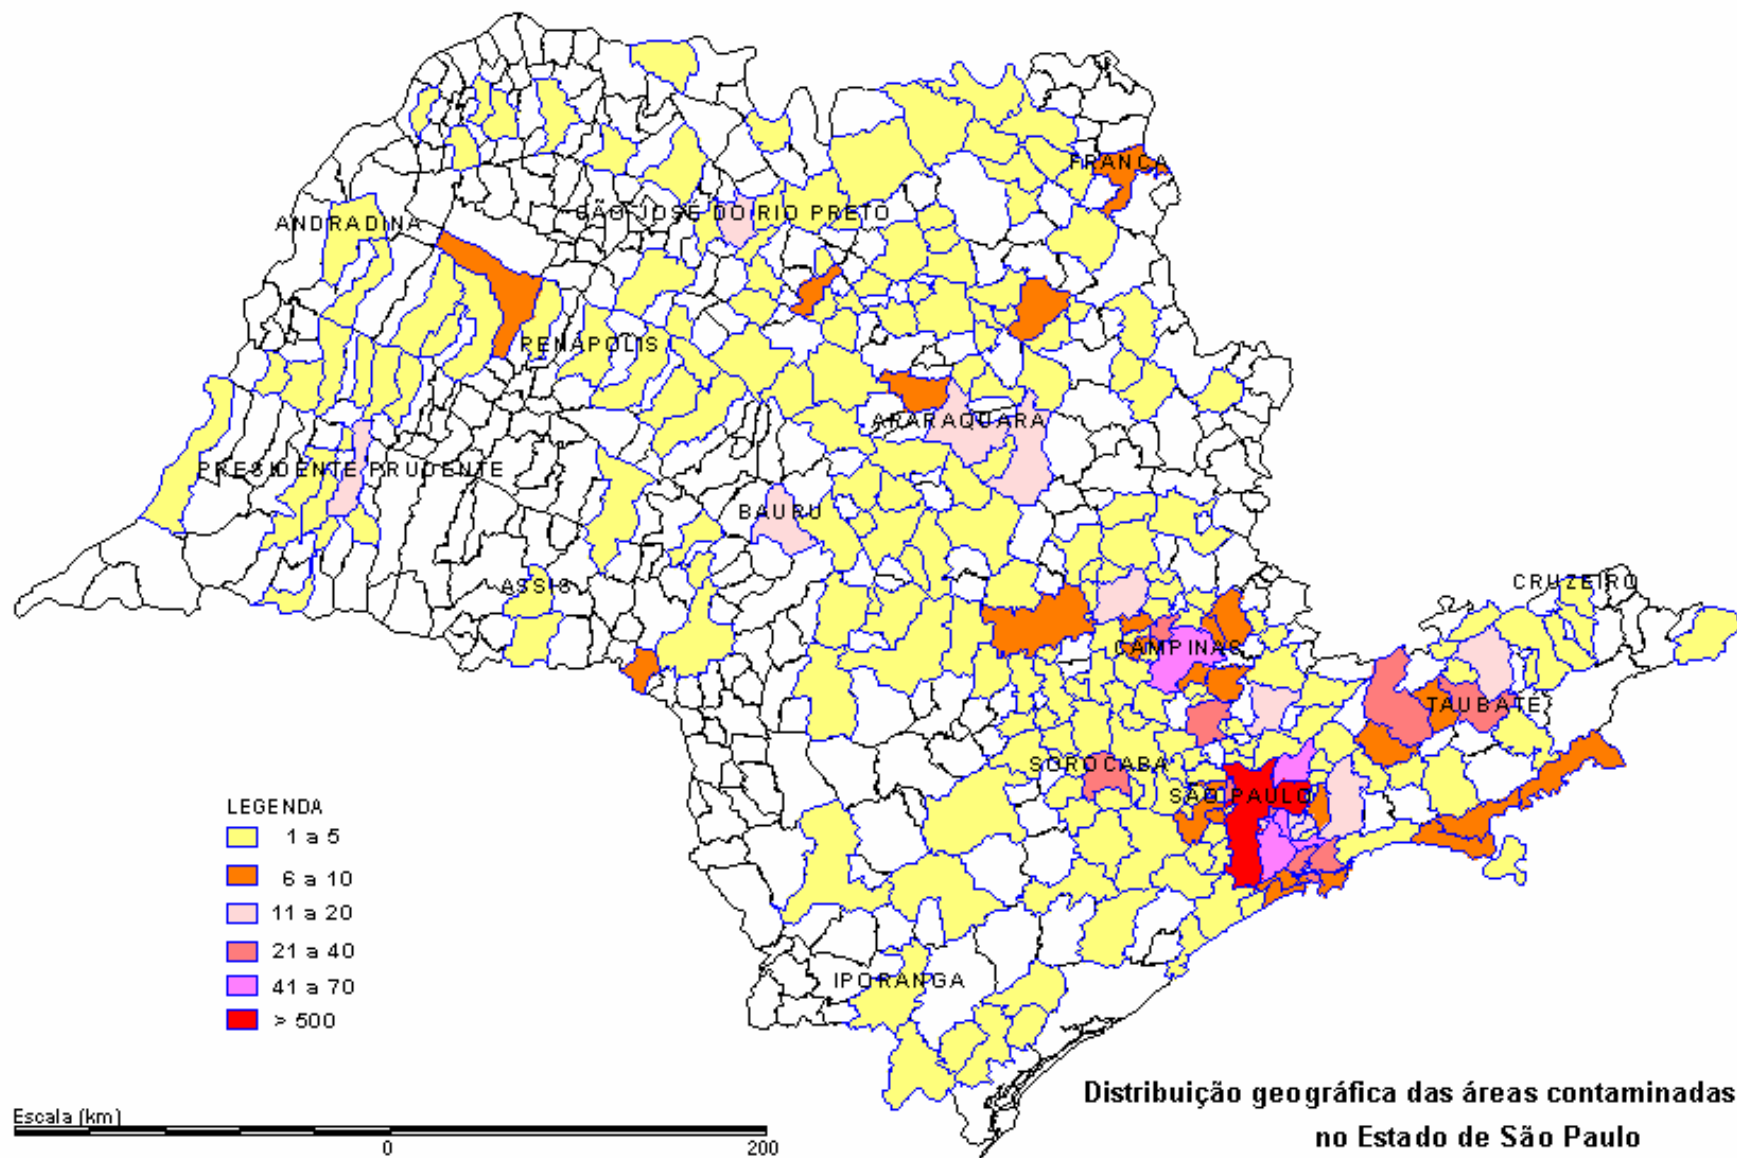 FRANCA
SÃO JOSÉ DO RIO PRETO
ANDRADINA
PENÁPOLIS
ARARAQUARA
PRESIDENTE PRUDENTE
BAURU
ASSIS
CRUZEIRO
CAMPINAS
TAUBATÉ
SOROCABA
SÃO PAULO
IPORANGA
LEGENDA
1 a 5
6 a 10
11 a 20
21 a 40
41 a 70
> 500
Escala (km)
0
200
Distribuição geográfica das áreas contaminadas
no Estado de São Paulo